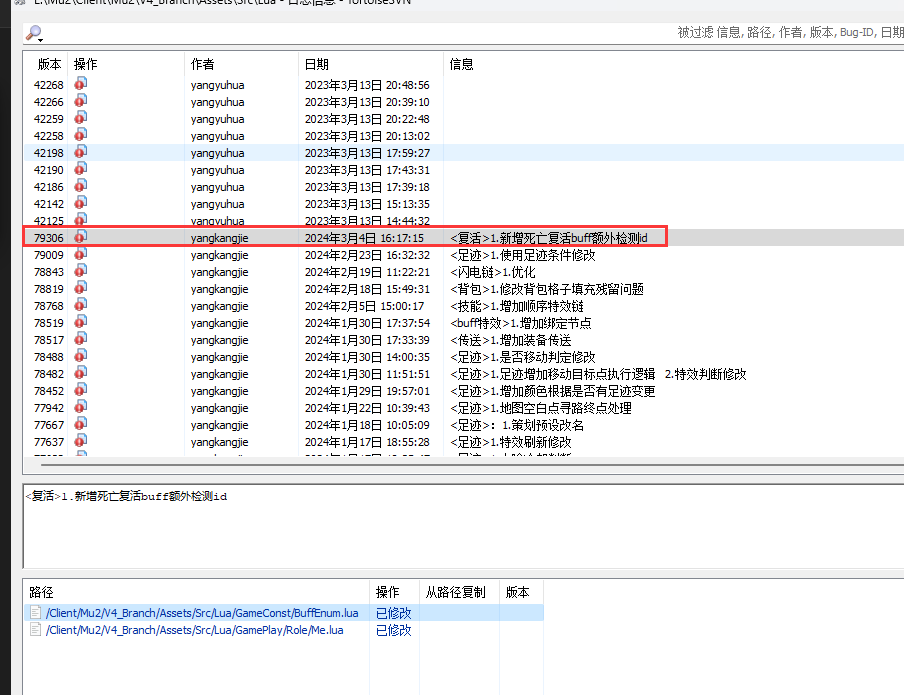 E:\Mu2\Client\Mu2\V4_Branch\Assets\Src\Lua - 日志信息 - TortoiseSVN
被过滤 信息, 路径, 作者, 版本, Bug-ID, 日期
版本 操作 作者 日期 信息
42268 yangyuhua 2023年3月13日 20:48:56
42266 yangyuhua 2023年3月13日 20:39:10
42259 yangyuhua 2023年3月13日 20:22:48
42258 yangyuhua 2023年3月13日 20:13:02
42198 yangyuhua 2023年3月13日 17:59:27
42190 yangyuhua 2023年3月13日 17:43:31
42186 yangyuhua 2023年3月13日 17:39:18
42142 yangyuhua 2023年3月13日 15:13:35
42125 yangyuhua 2023年3月13日 14:44:32
79306 yangkangjie 2024年3月4日 16:17:15 <复活>1.新增死亡复活buff额外检测id
79009 yangkangjie 2024年2月23日 16:32:32 <足迹>1.使用足迹条件修改
78843 yangkangjie 2024年2月19日 11:22:21 <闪电链>1.优化
78819 yangkangjie 2024年2月18日 15:49:31 <背包>1.修改背包格子填充残留问题
78768 yangkangjie 2024年2月5日 15:00:17 <技能>1.增加顺序特效链
78519 yangkangjie 2024年1月30日 17:37:54 <buff特效>1.增加绑定节点
78517 yangkangjie 2024年1月30日 17:33:39 <传送>1.增加装备传送
78488 yangkangjie 2024年1月30日 14:00:35 <足迹>1.是否移动判定修改
78482 yangkangjie 2024年1月30日 11:51:51 <足迹>1.足迹增加移动目标点执行逻辑 2.特效判断修改
78452 yangkangjie 2024年1月29日 19:57:01 <足迹>1.增加颜色根据是否有足迹变更
77942 yangkangjie 2024年1月22日 10:39:43 <足迹>1.地图空白点寻路终点处理
77667 yangkangjie 2024年1月18日 10:05:09 <足迹>：1.策划预设改名
77637 yangkangjie 2024年1月17日 18:55:28 <足迹>1.特效刷新修改
<复活>1.新增死亡复活buff额外检测id
路径 操作 从路径复制 版本
/Client/Mu2/V4_Branch/Assets/Src/Lua/GameConst/BuffEnum.lua 已修改
/Client/Mu2/V4_Branch/Assets/Src/Lua/GamePlay/Role/Me.lua 已修改